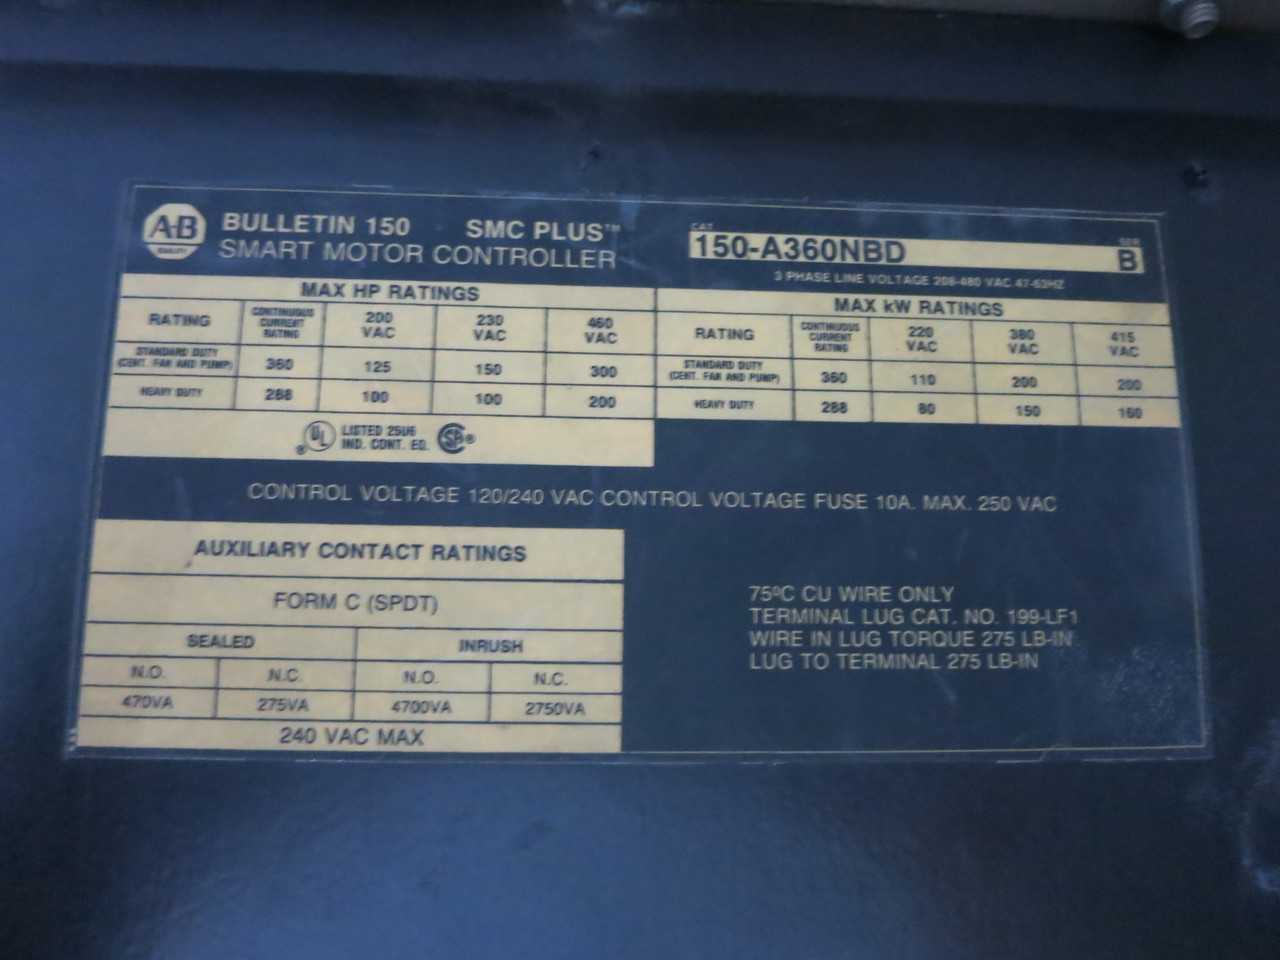 A-B
QUALITY
BULLETIN 150 SMC PLUS™
SMART MOTOR CONTROLLER
CAT
150-A360NBD
SER
B
3 PHASE LINE VOLTAGE 208-480 VAC 47-63HZ
MAX HP RATINGS
RATING
CONTINUOUS
CURRENT
RATING
200
VAC
230
VAC
460
VAC
STANDARD DUTY
(CENT. FAN AND PUMP)
360 125 150 300
HEAVY DUTY 288 100 100 200
MAX kW RATINGS
RATING
CONTINUOUS
CURRENT
RATING
220
VAC
380
VAC
415
VAC
STANDARD DUTY
(CENT. FAN AND PUMP)
360 110 200 200
HEAVY DUTY 288 80 150 160
UL ®
LISTED 25U6
IND. CONT. EQ.
SA ®
CONTROL VOLTAGE 120/240 VAC CONTROL VOLTAGE FUSE 10A. MAX. 250 VAC
AUXILIARY CONTACT RATINGS
FORM C (SPDT)
SEALED INRUSH
N.O. N.C. N.O. N.C.
470VA 275VA 4700VA 2750VA
240 VAC MAX
75ºC CU WIRE ONLY
TERMINAL LUG CAT. NO. 199-LF1
WIRE IN LUG TORQUE 275 LB-IN
LUG TO TERMINAL 275 LB-IN